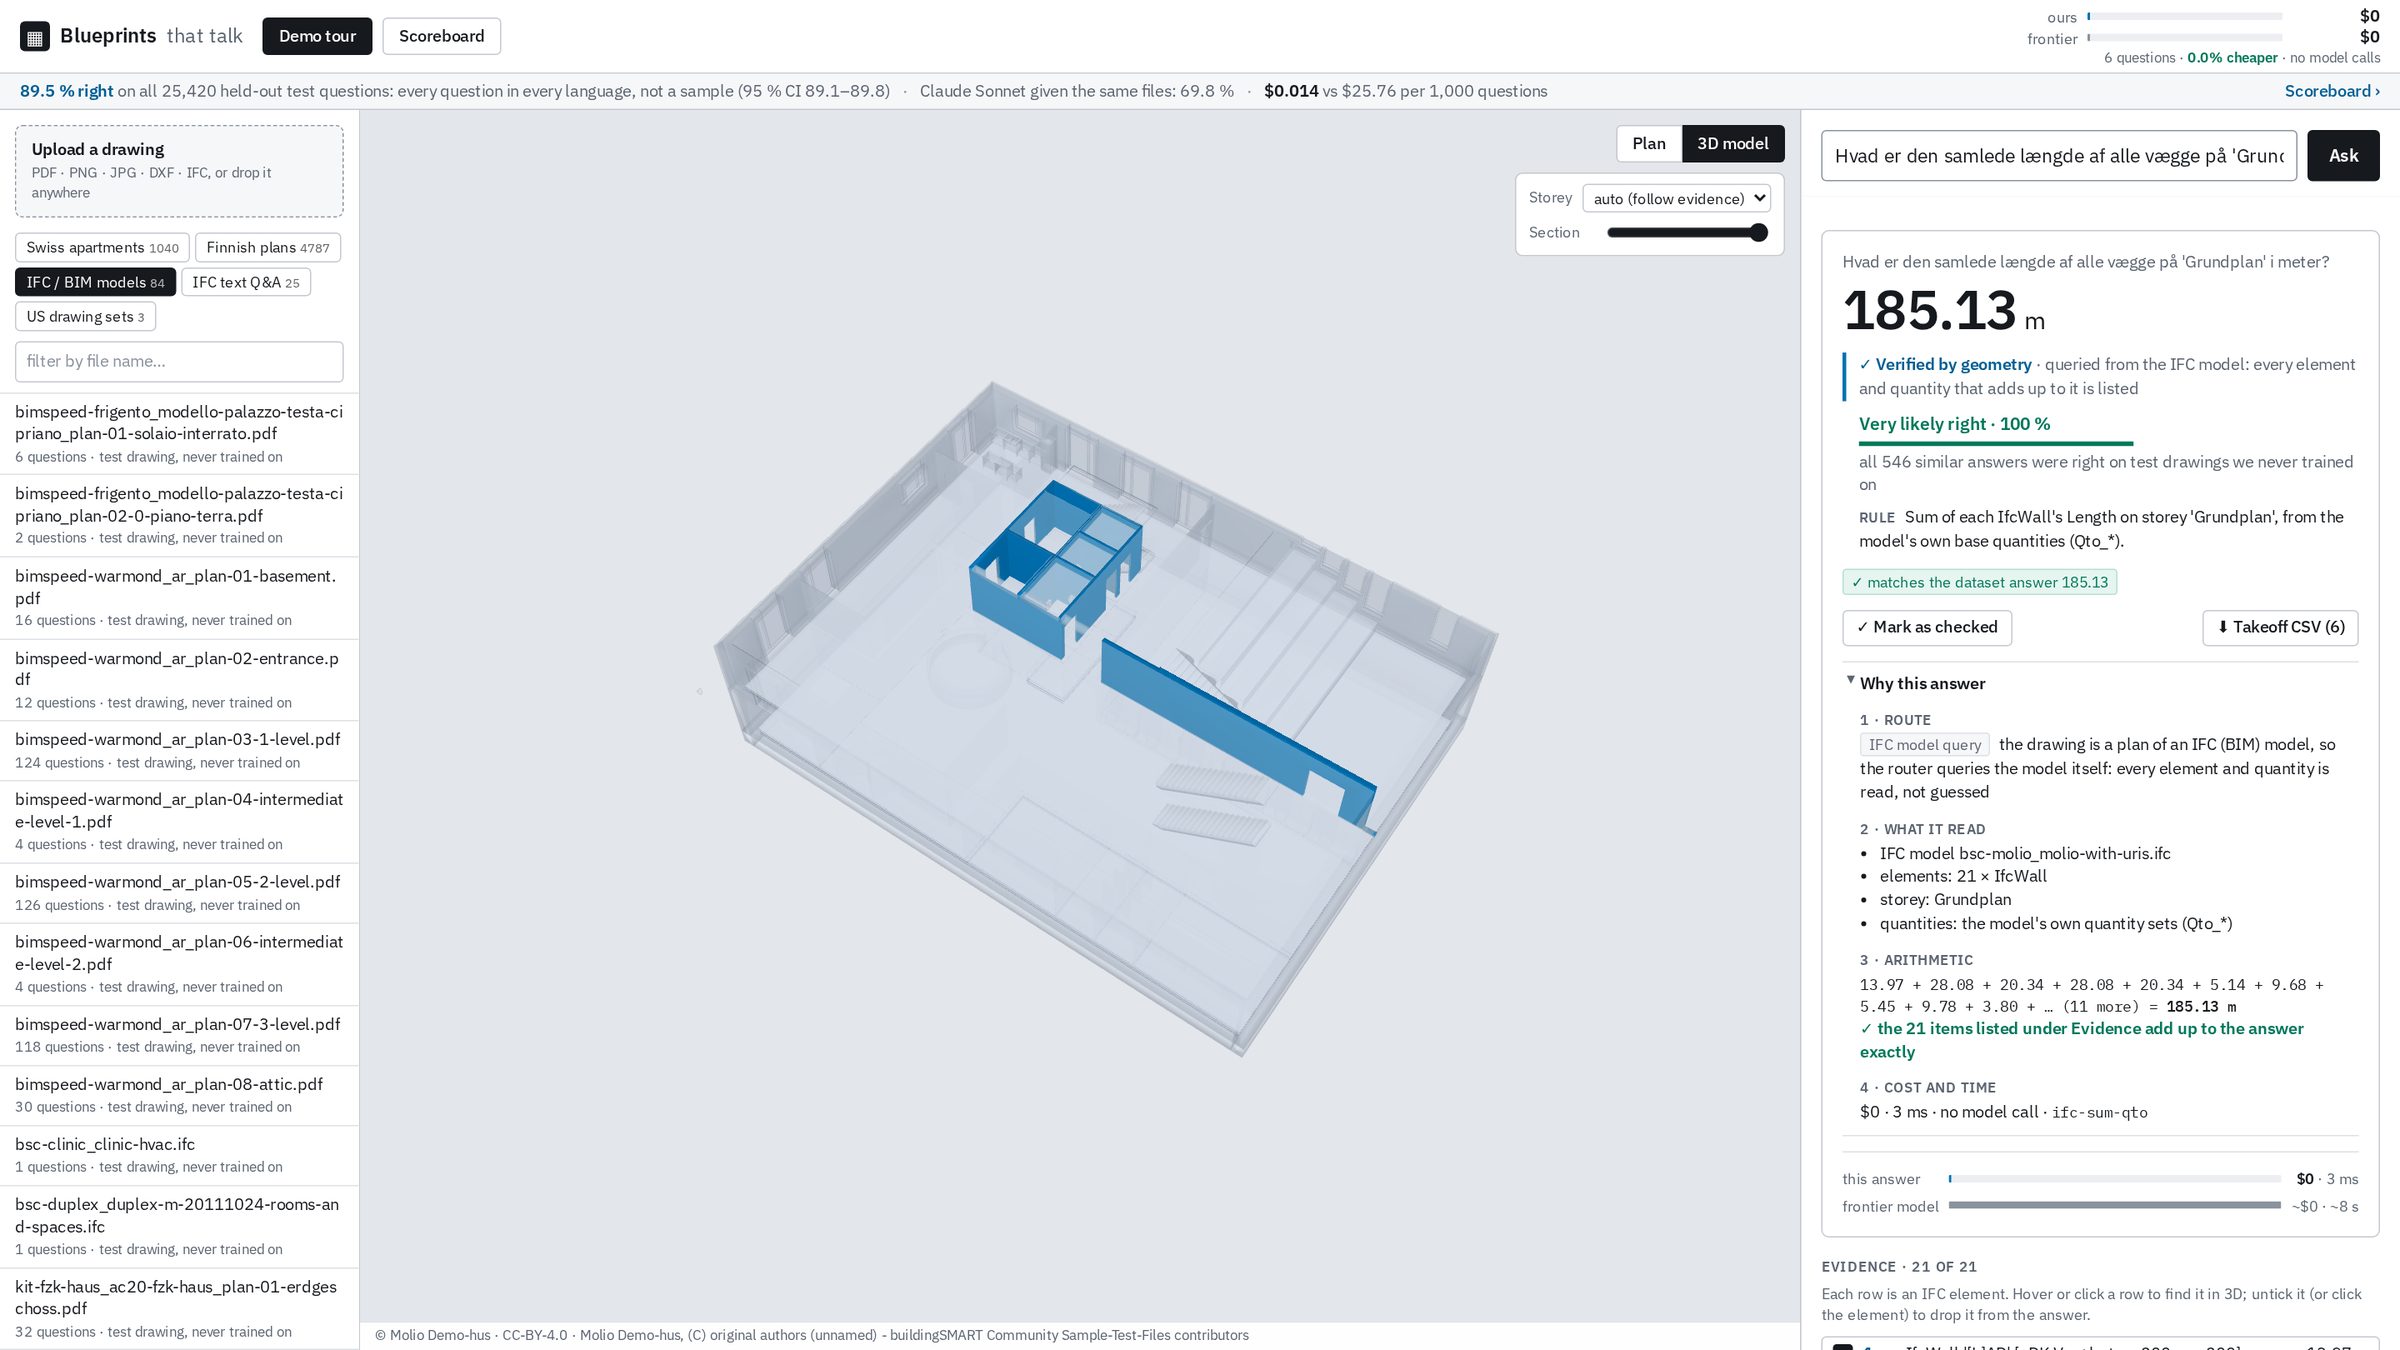 Blueprints that talk
Demo tour
Scoreboard
ours $0
frontier $0
6 questions · 0.0% cheaper · no model calls
89.5 % right on all 25,420 held-out test questions: every question in every language, not a sample (95 % CI 89.1–89.8) · Claude Sonnet given the same files: 69.8 % · $0.014 vs $25.76 per 1,000 questions
Scoreboard ›
Upload a drawing
PDF · PNG · JPG · DXF · IFC, or drop it
anywhere
Swiss apartments 1040
Finnish plans 4787
IFC / BIM models 84
IFC text Q&A 25
US drawing sets 3
filter by file name...
bimspeed-frigento_modello-palazzo-testa-ci
priano_plan-01-solaio-interrato.pdf
6 questions · test drawing, never trained on
bimspeed-frigento_modello-palazzo-testa-ci
priano_plan-02-0-piano-terra.pdf
2 questions · test drawing, never trained on
bimspeed-warmond_ar_plan-01-basement.
pdf
16 questions · test drawing, never trained on
bimspeed-warmond_ar_plan-02-entrance.p
df
12 questions · test drawing, never trained on
bimspeed-warmond_ar_plan-03-1-level.pdf
124 questions · test drawing, never trained on
bimspeed-warmond_ar_plan-04-intermediat
e-level-1.pdf
4 questions · test drawing, never trained on
bimspeed-warmond_ar_plan-05-2-level.pdf
126 questions · test drawing, never trained on
bimspeed-warmond_ar_plan-06-intermediat
e-level-2.pdf
4 questions · test drawing, never trained on
bimspeed-warmond_ar_plan-07-3-level.pdf
118 questions · test drawing, never trained on
bimspeed-warmond_ar_plan-08-attic.pdf
30 questions · test drawing, never trained on
bsc-clinic_clinic-hvac.ifc
1 questions · test drawing, never trained on
bsc-duplex_duplex-m-20111024-rooms-an
d-spaces.ifc
1 questions · test drawing, never trained on
kit-fzk-haus_ac20-fzk-haus_plan-01-erdges
choss.pdf
32 questions · test drawing, never trained on
Plan
3D model
Storey auto (follow evidence)
Section
© Molio Demo-hus · CC-BY-4.0 · Molio Demo-hus, (C) original authors (unnamed) - buildingSMART Community Sample-Test-Files contributors
Hvad er den samlede længde af alle vægge på 'Grund
Ask
Hvad er den samlede længde af alle vægge på 'Grundplan' i meter?
185.13 m
✓ Verified by geometry · queried from the IFC model: every element
and quantity that adds up to it is listed
Very likely right · 100 %
all 546 similar answers were right on test drawings we never trained
on
RULE Sum of each IfcWall's Length on storey 'Grundplan', from the
model's own base quantities (Qto_*).
✓ matches the dataset answer 185.13
✓ Mark as checked
⬇ Takeoff CSV (6)
▼ Why this answer
1 · ROUTE
IFC model query the drawing is a plan of an IFC (BIM) model, so
the router queries the model itself: every element and quantity is
read, not guessed
2 · WHAT IT READ
• IFC model bsc-molio_molio-with-uris.ifc
• elements: 21 × IfcWall
• storey: Grundplan
• quantities: the model's own quantity sets (Qto_*)
3 · ARITHMETIC
13.97 + 28.08 + 20.34 + 28.08 + 20.34 + 5.14 + 9.68 +
5.45 + 9.78 + 3.80 + … (11 more) = 185.13 m
✓ the 21 items listed under Evidence add up to the answer
exactly
4 · COST AND TIME
$0 · 3 ms · no model call · ifc-sum-qto
this answer $0 · 3 ms
frontier model ~$0 · ~8 s
EVIDENCE · 21 OF 21
Each row is an IFC element. Hover or click a row to find it in 3D; untick it (or click
the element) to drop it from the answer.